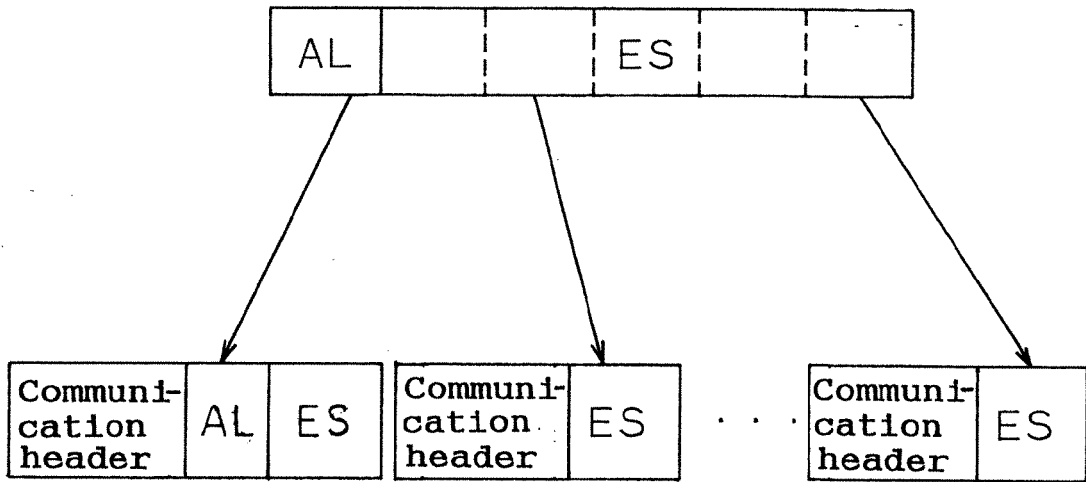 AL ES
Communi-
cation
header
AL ES
Communi-
cation
header
ES
. . .
Communi-
cation
header
ES